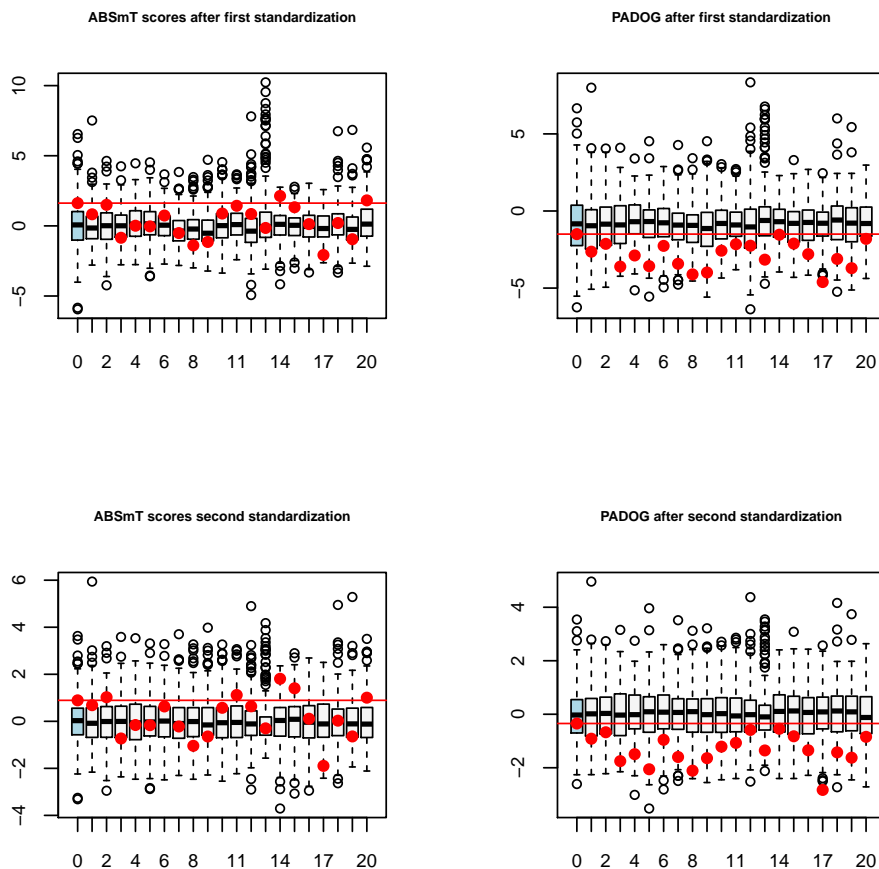 ABSmT scores after first standardization
10
5
0
−5
0 2 4 6 8 11 14 17 20
PADOG after first standardization
5
0
−5
0 2 4 6 8 11 14 17 20
ABSmT scores second standardization
6
4
2
0
−2
−4
0 2 4 6 8 11 14 17 20
PADOG after second standardization
4
2
0
−2
0 2 4 6 8 11 14 17 20